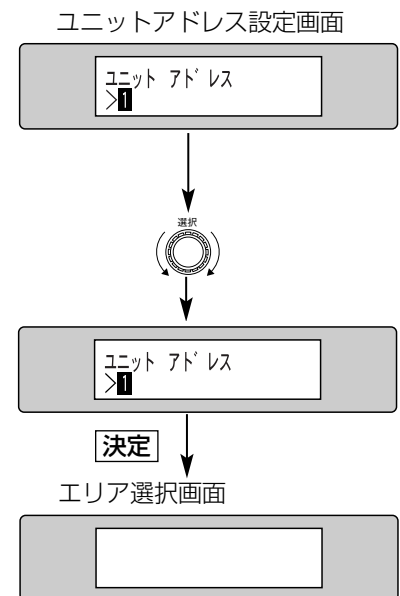 ユニットアドレス設定画面
ユニット アト゛レス
>1
選択
ユニット アト゛レス
>1
決定
エリア選択画面